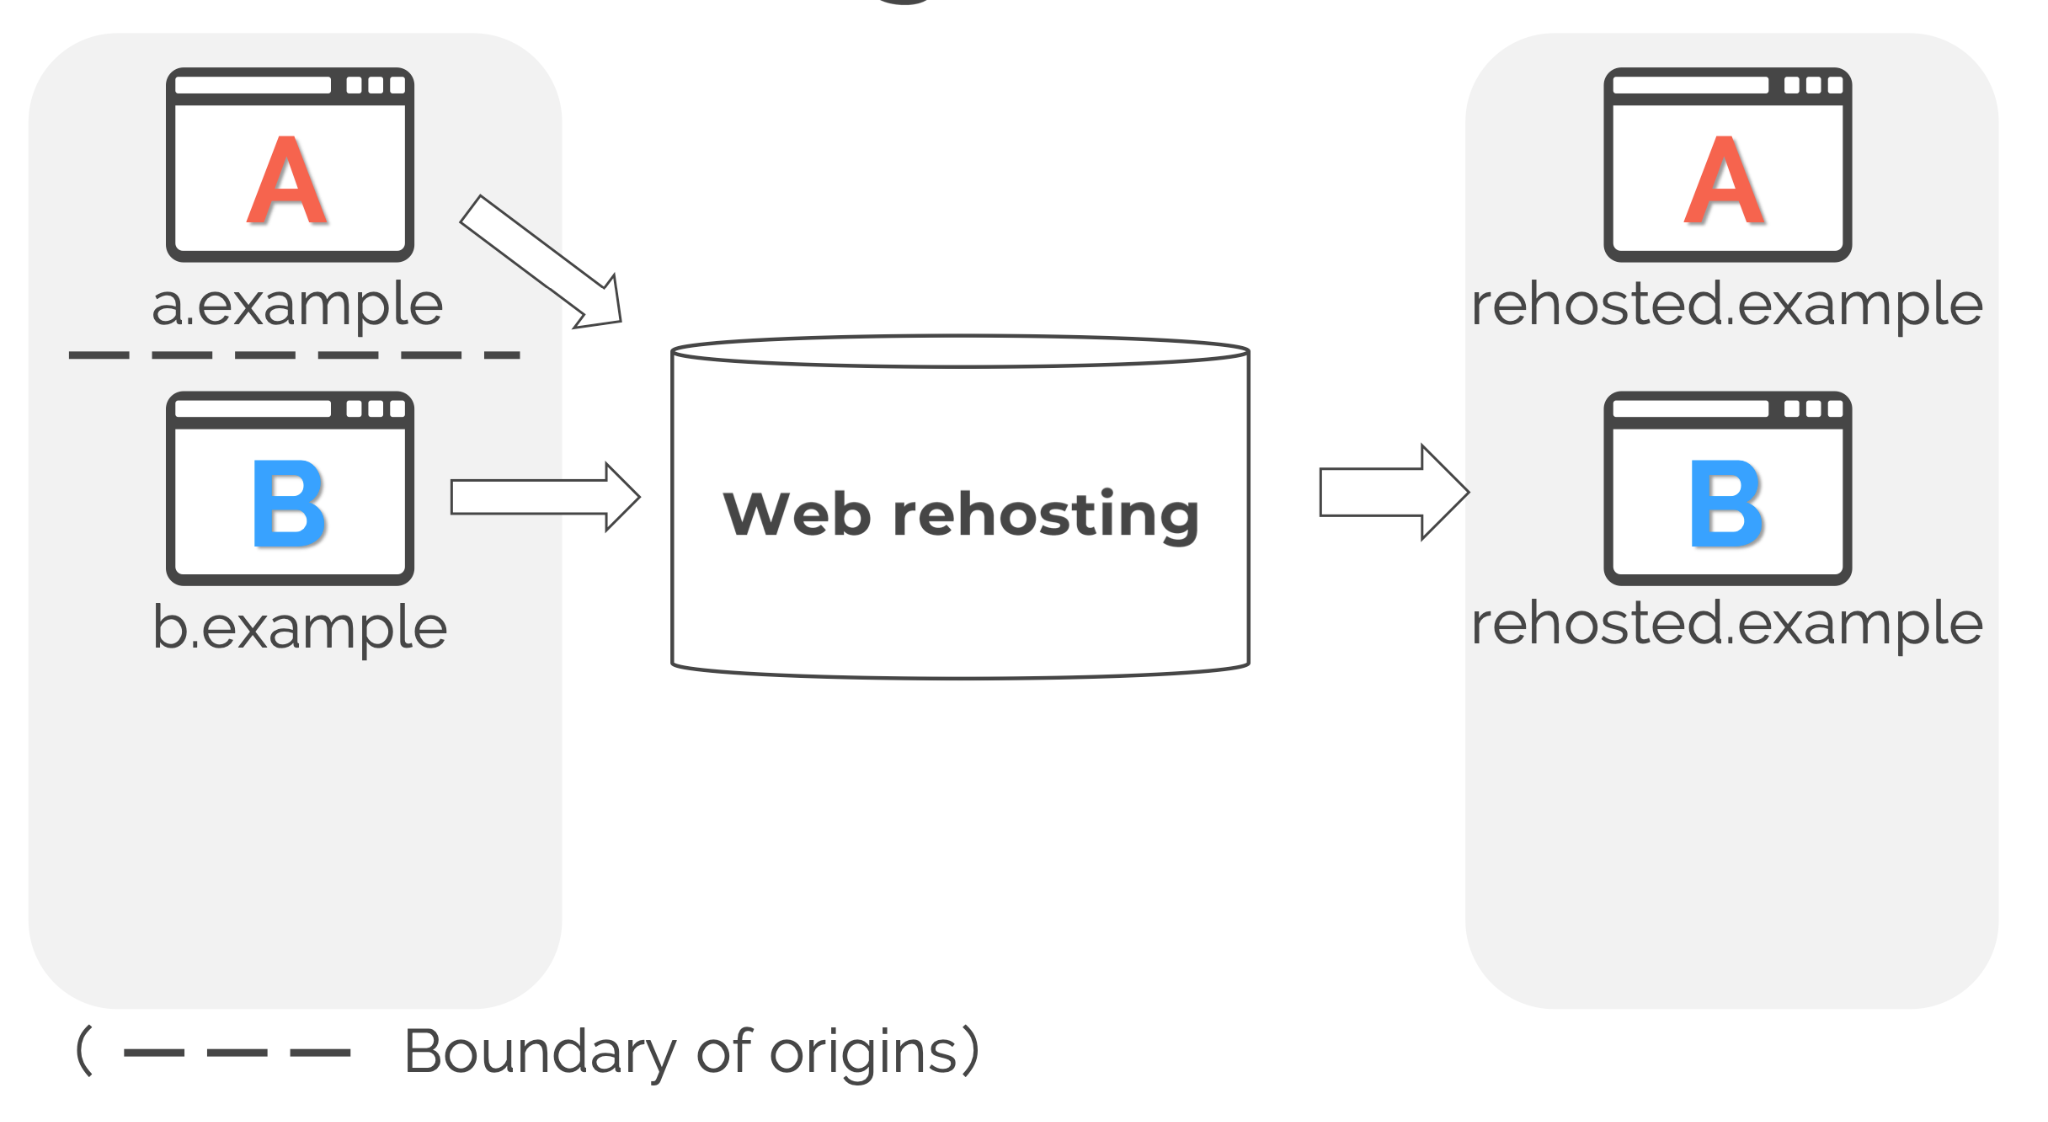 A
a.example
B
b.example
Web rehosting
A
rehosted.example
B
rehosted.example
( — — — Boundary of origins)